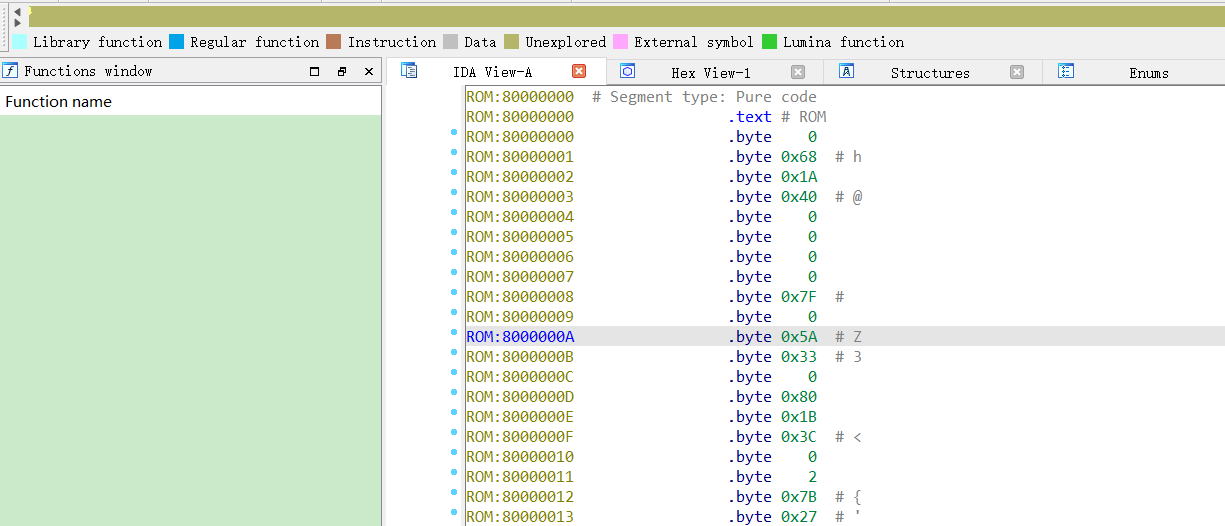 Library function Regular function Instruction Data Unexplored External symbol Lumina function
Functions window
IDA View-A Hex View-1 Structures Enums
Function name
ROM:80000000 # Segment type: Pure code
ROM:80000000 .text # ROM
ROM:80000000 .byte 0
ROM:80000001 .byte 0x68 # h
ROM:80000002 .byte 0x1A
ROM:80000003 .byte 0x40 # @
ROM:80000004 .byte 0
ROM:80000005 .byte 0
ROM:80000006 .byte 0
ROM:80000007 .byte 0
ROM:80000008 .byte 0x7F #
ROM:80000009 .byte 0
ROM:8000000A .byte 0x5A # Z
ROM:8000000B .byte 0x33 # 3
ROM:8000000C .byte 0
ROM:8000000D .byte 0x80
ROM:8000000E .byte 0x1B
ROM:8000000F .byte 0x3C # <
ROM:80000010 .byte 0
ROM:80000011 .byte 2
ROM:80000012 .byte 0x7B # {
ROM:80000013 .byte 0x27 # '